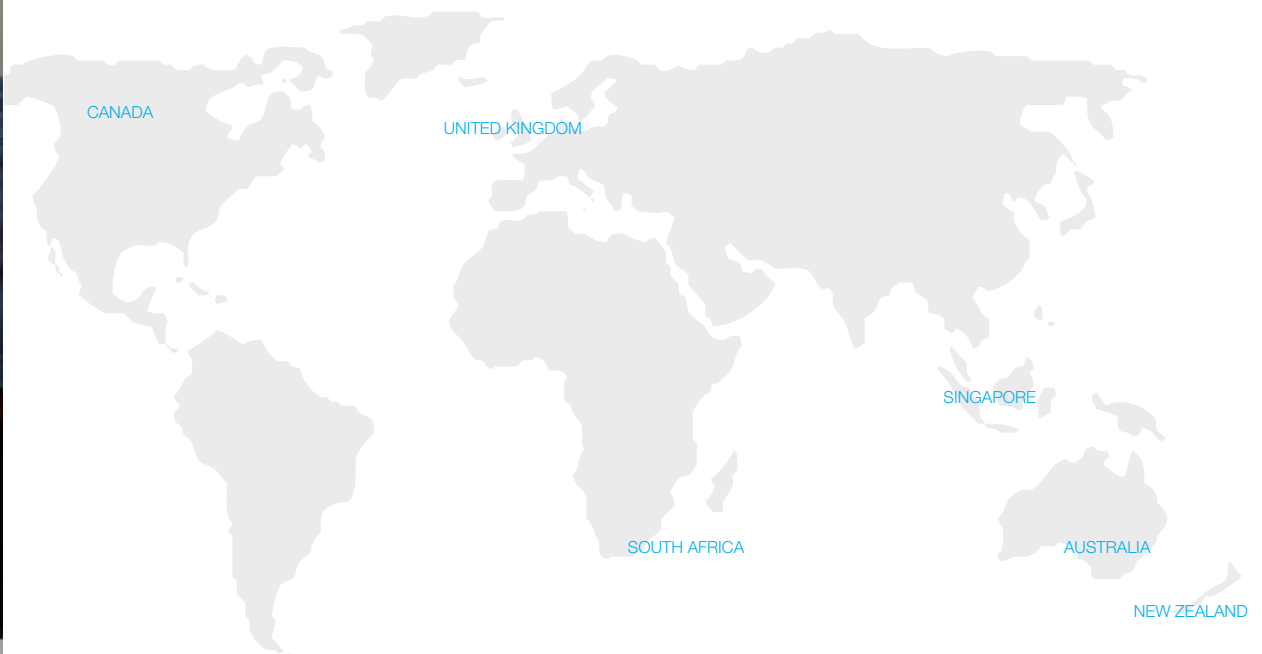 CANADA
UNITED KINGDOM
SINGAPORE
SOUTH AFRICA
AUSTRALIA
NEW ZEALAND